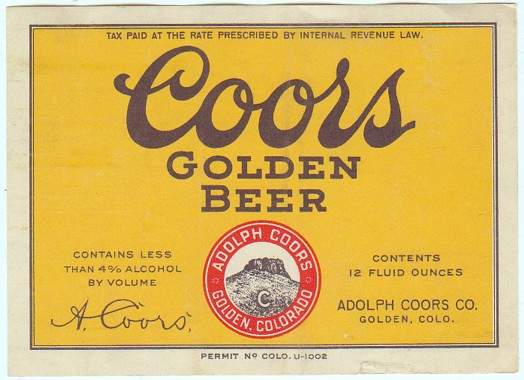 TAX PAID AT THE RATE PRESCRIBED BY INTERNAL REVENUE LAW.
Coors
GOLDEN
BEER
CONTAINS LESS
THAN 4% ALCOHOL
BY VOLUME
A. Coors.
ADOLPH COORS
C
GOLDEN, COLORADO
CONTENTS
12 FLUID OUNCES
ADOLPH COORS CO.
GOLDEN, COLO.
PERMIT Nº COLO. U-1002